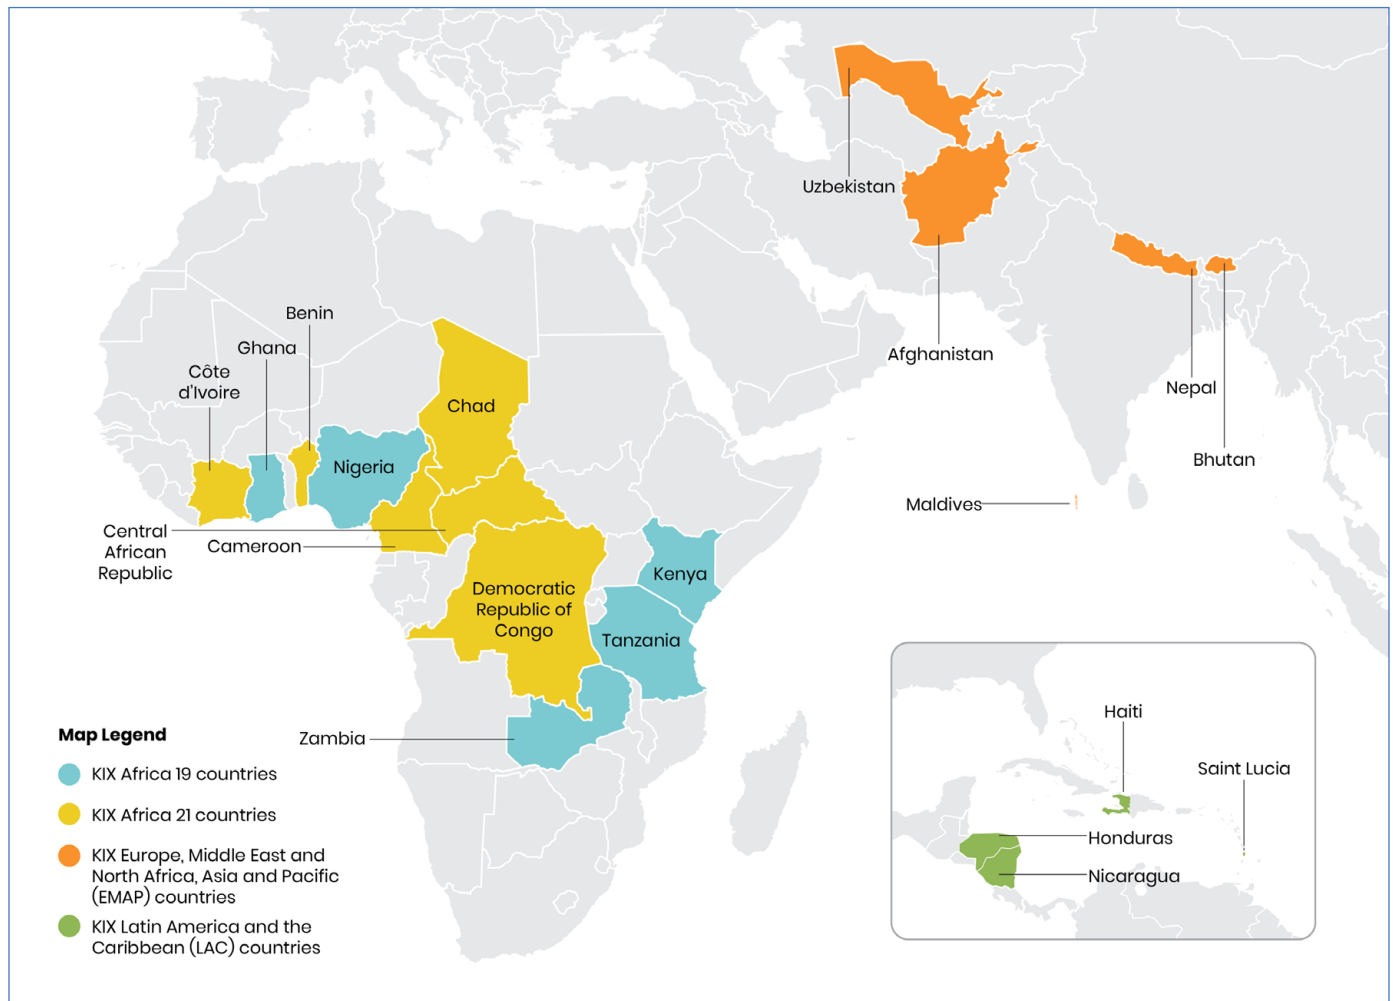 Uzbekistan
Afghanistan
Nepal
Bhutan
Maldives
Benin
Ghana
Côte
d'Ivoire
Chad
Nigeria
Central
African
Republic
Cameroon
Democratic
Republic of
Congo
Kenya
Tanzania
Zambia
Map Legend
KIX Africa 19 countries
KIX Africa 21 countries
KIX Europe, Middle East and
North Africa, Asia and Pacific
(EMAP) countries
KIX Latin America and the
Caribbean (LAC) countries
Haiti
Saint Lucia
Honduras
Nicaragua